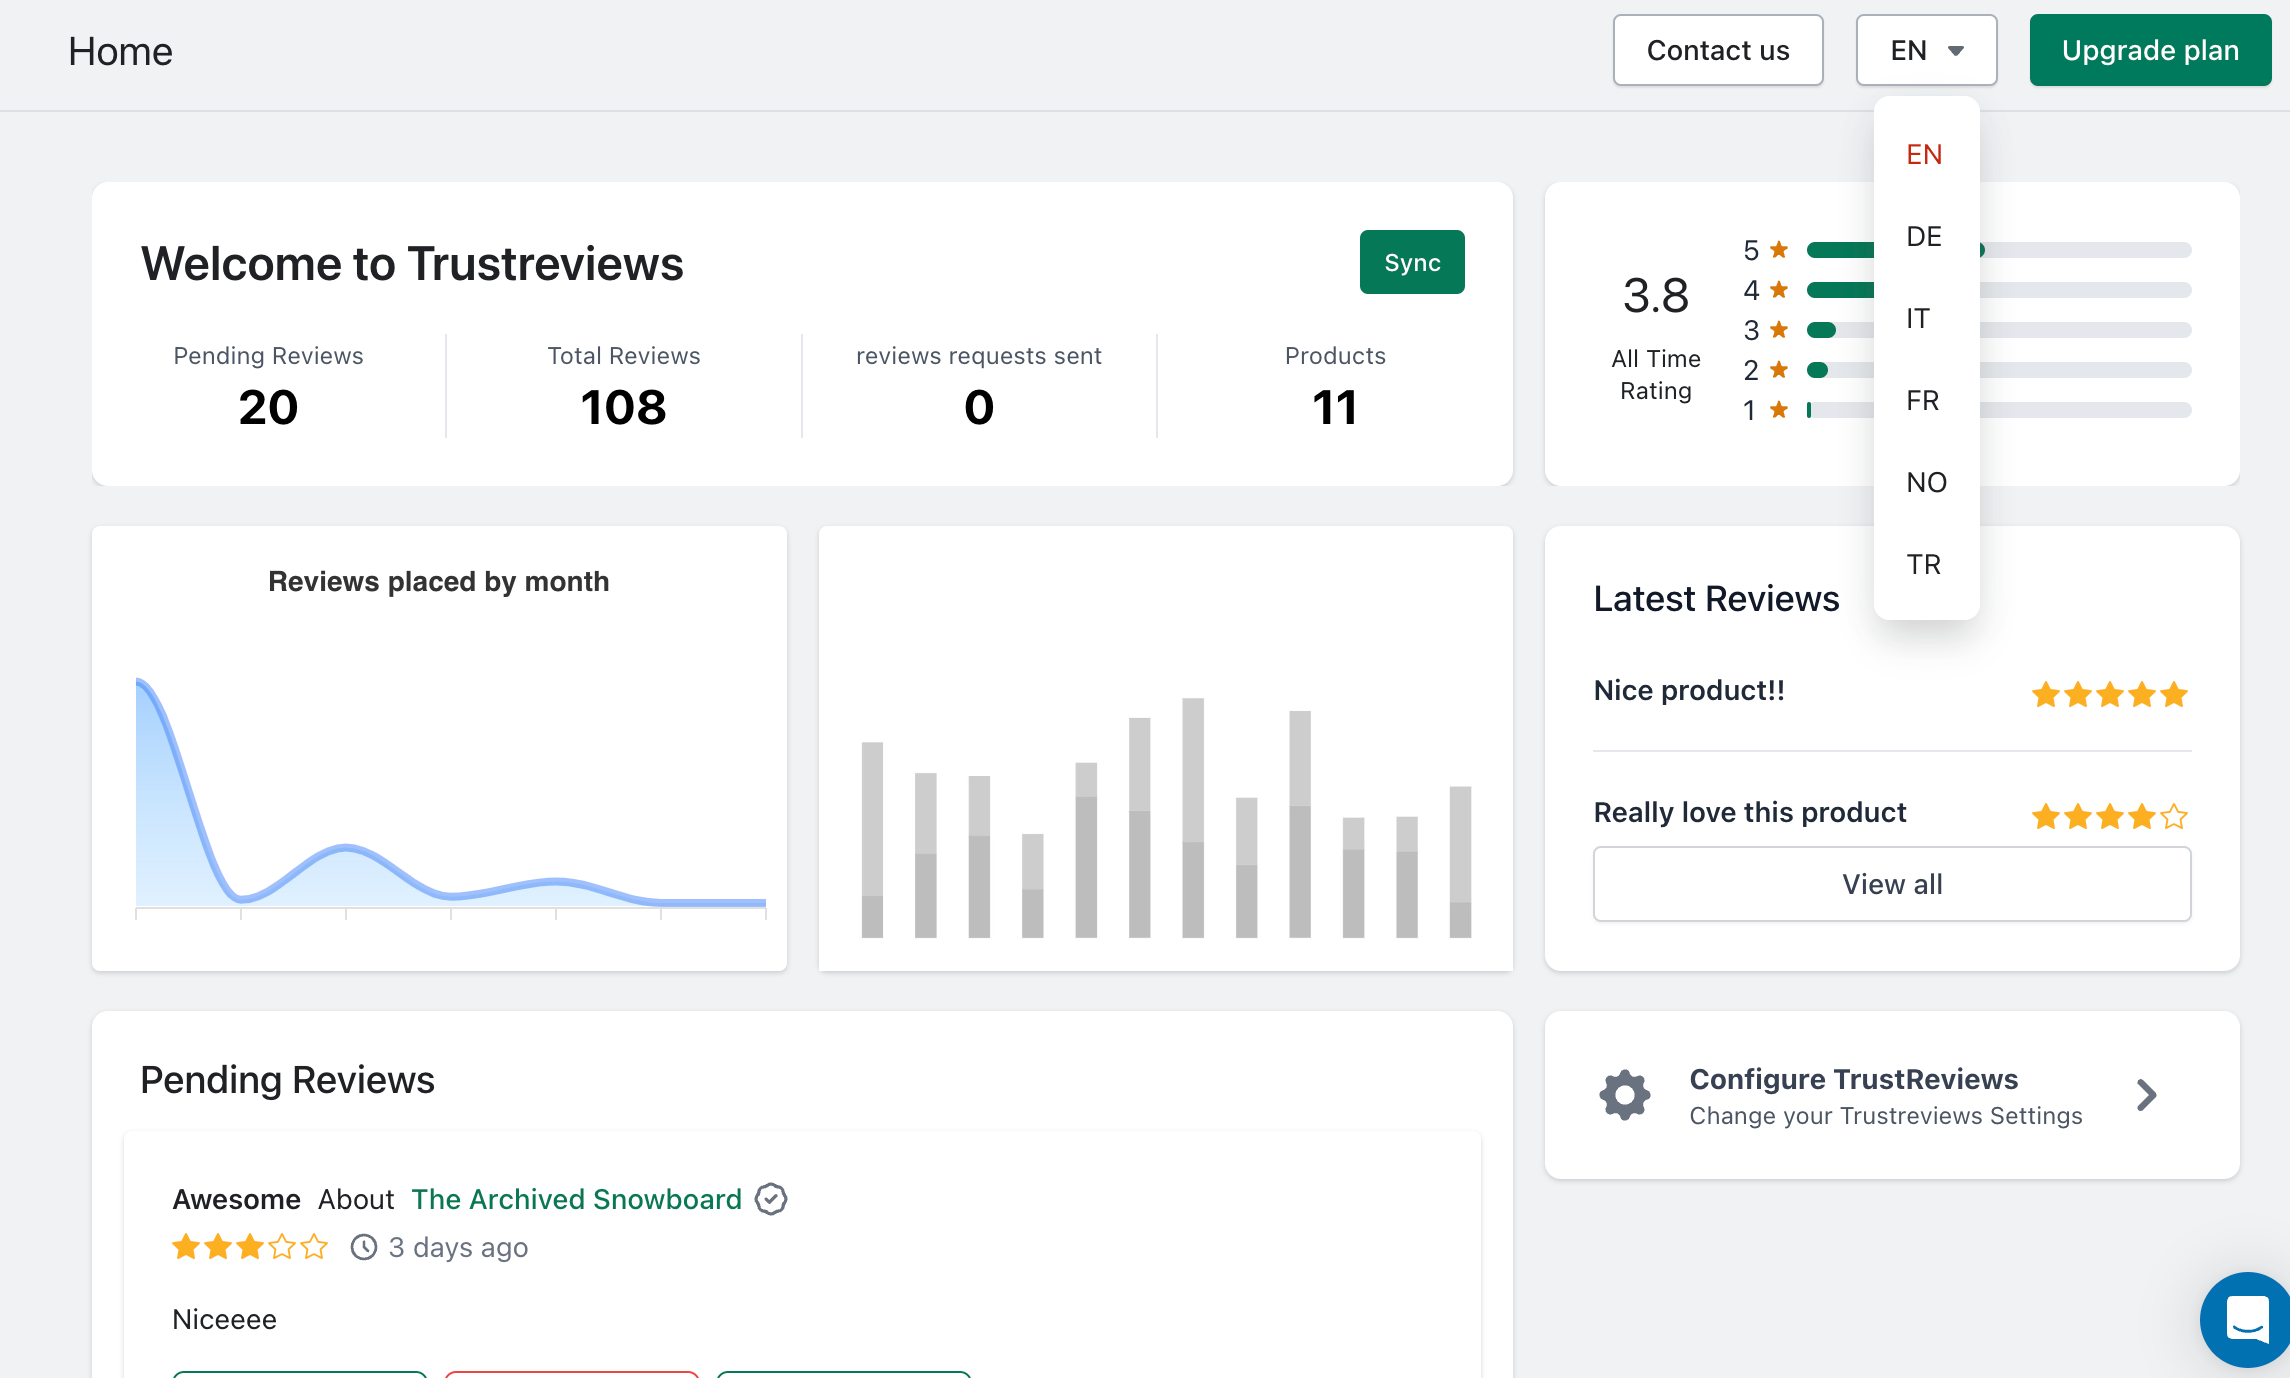 Home
Contact us
EN
Upgrade plan
EN
DE
IT
FR
NO
TR
Welcome to Trustreviews
Sync
Pending Reviews
20
Total Reviews
108
reviews requests sent
0
Products
11
3.8
All Time
Rating
5
4
3
2
1
Reviews placed by month
Latest Reviews
Nice product!!
Really love this product
View all
Pending Reviews
Awesome About The Archived Snowboard
3 days ago
Niceeee
Configure TrustReviews
Change your Trustreviews Settings